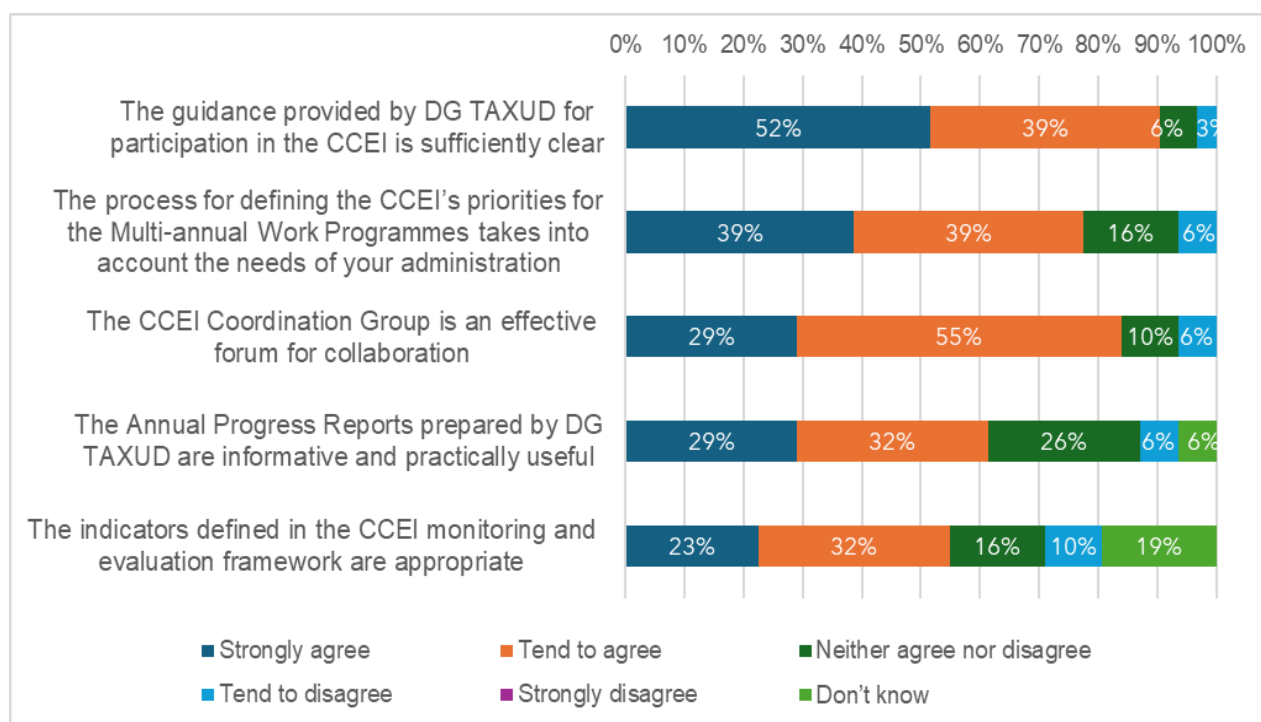 0% 10% 20% 30% 40% 50% 60% 70% 80% 90% 100%
The guidance provided by DG TAXUD for
participation in the CCEI is sufficiently clear
52% 39% 6% 3%
The process for defining the CCEI's priorities for
the Multi-annual Work Programmes takes into
account the needs of your administration
39% 39% 16% 6%
The CCEI Coordination Group is an effective
forum for collaboration
29% 55% 10% 6%
The Annual Progress Reports prepared by DG
TAXUD are informative and practically useful
29% 32% 26% 6% 6%
The indicators defined in the CCEI monitoring and
evaluation framework are appropriate
23% 32% 16% 10% 19%
Strongly agree Tend to agree Neither agree nor disagree
Tend to disagree Strongly disagree Don't know